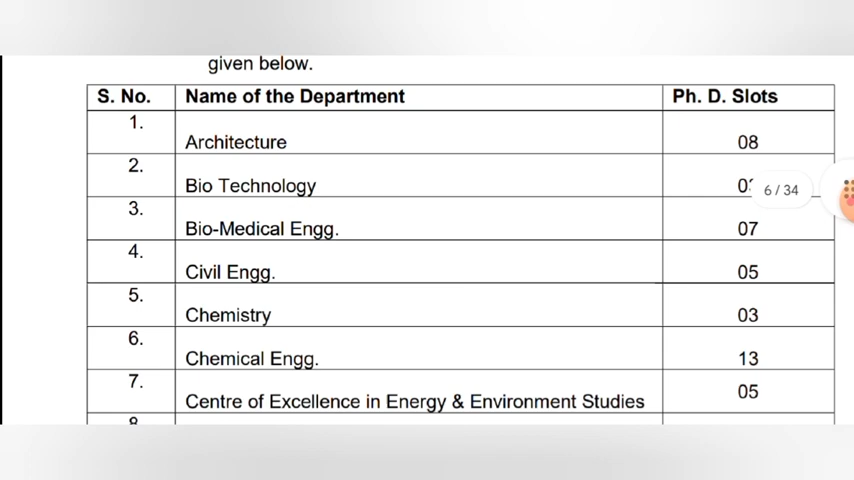 given below.
S. No. Name of the Department Ph. D. Slots
1. Architecture 08
2. Bio Technology
6 / 34
3. Bio-Medical Engg. 07
4. Civil Engg. 05
5. Chemistry 03
6. Chemical Engg. 13
7. Centre of Excellence in Energy & Environment Studies 05